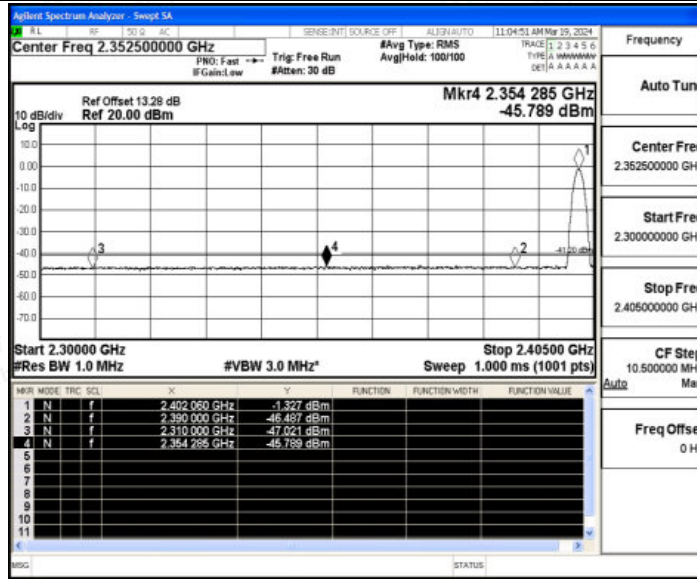 Agilent Spectrum Analyzer - Swept SA
RL RF 50 Ω AC SENSE:INT SOURCE OFF ALIGN AUTO 11:04:51 AM Mar 19, 2024
Center Freq 2.352500000 GHz
PNO: Fast
IFGain:Low
Trig: Free Run
#Atten: 30 dB
#Avg Type: RMS
Avg|Hold: 100/100
TRACE 1 2 3 4 5 6
TYPE A WWWWW
DET A A A A A A
Frequency
Auto Tun
Ref Offset 13.28 dB
10 dB/div Ref 20.00 dBm
Log
Mkr4 2.354 285 GHz
-45.789 dBm
10.0
0.00
-10.0
-20.0
-30.0
-40.0
-50.0
-60.0
-70.0
1
2
3
4
-41.20 dBm
Start 2.30000 GHz
Stop 2.40500 GHz
#Res BW 1.0 MHz
#VBW 3.0 MHz*
Sweep 1.000 ms (1001 pts)
Center Fre
2.352500000 GH
Start Fre
2.300000000 GH
Stop Fre
2.405000000 GH
CF Step
10.500000 MH
Auto Ma
Freq Offse
0 H
MKR MODE TRC SCL X Y FUNCTION FUNCTION WIDTH FUNCTION VALUE
1 N f 2.402 060 GHz -1.327 dBm
2 N f 2.390 000 GHz -46.487 dBm
3 N f 2.310 000 GHz -47.021 dBm
4 N f 2.354 285 GHz -45.789 dBm
5
6
7
8
9
10
11
MSG STATUS